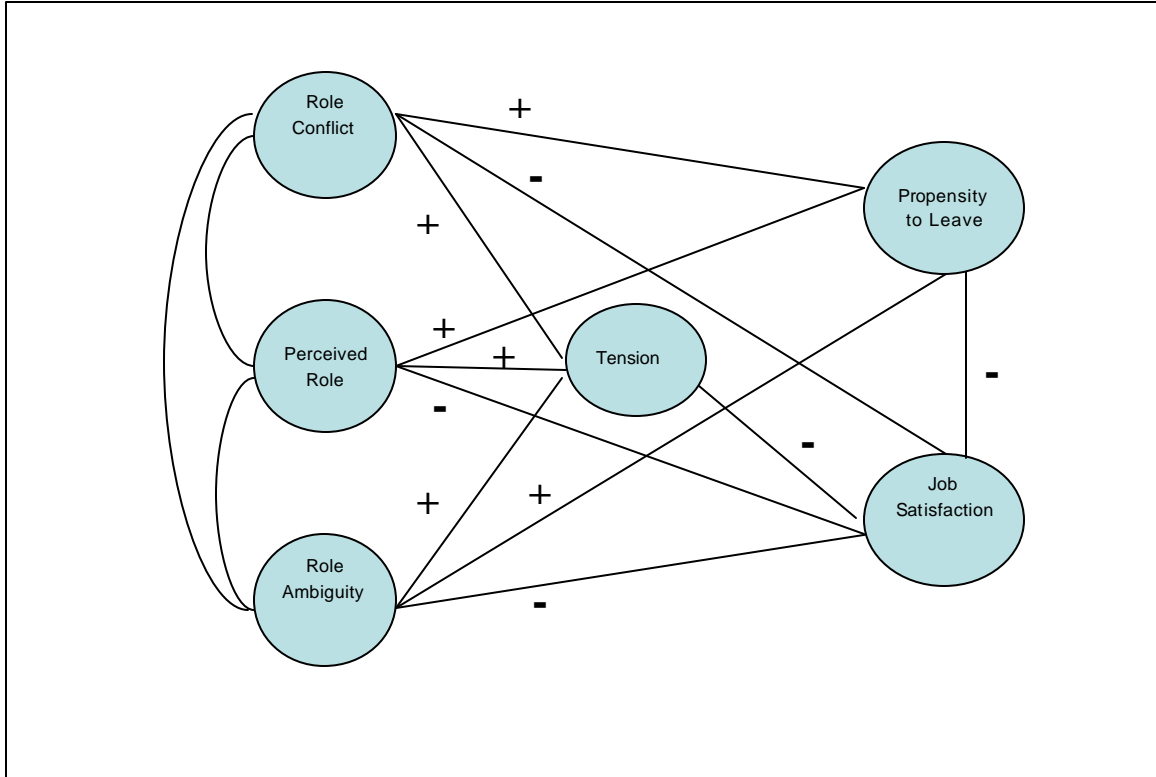 Role
Conflict
+
-
Propensity
to Leave
+
+
+
Tension
Perceived
Role
-
-
-
+
+
Job
Satisfaction
Role
Ambiguity
-